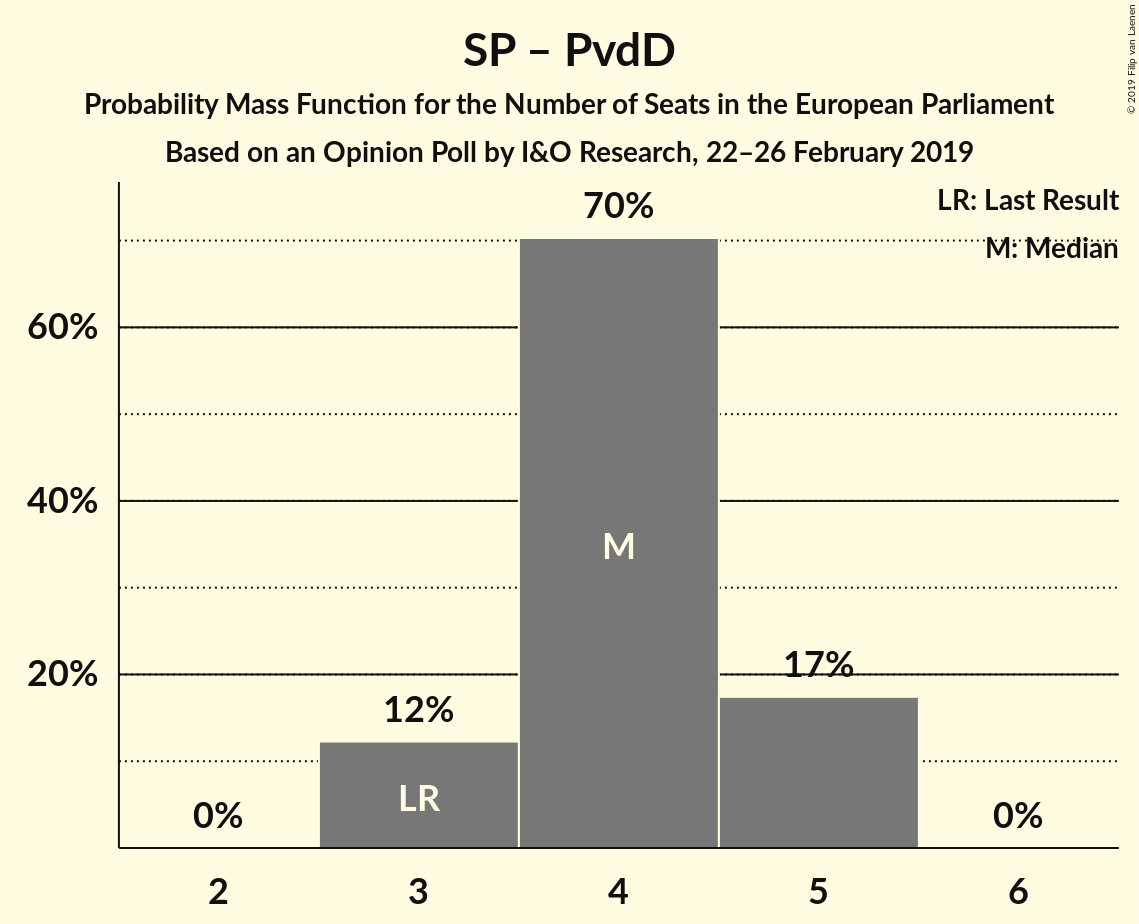 SP – PvdD
Probability Mass Function for the Number of Seats in the European Parliament
Based on an Opinion Poll by I&O Research, 22–26 February 2019
© 2019 Filip van Laenen
LR: Last Result
M: Median
70%
60%
40%
20%
0%
12%
17%
0%
M
LR
2
3
4
5
6